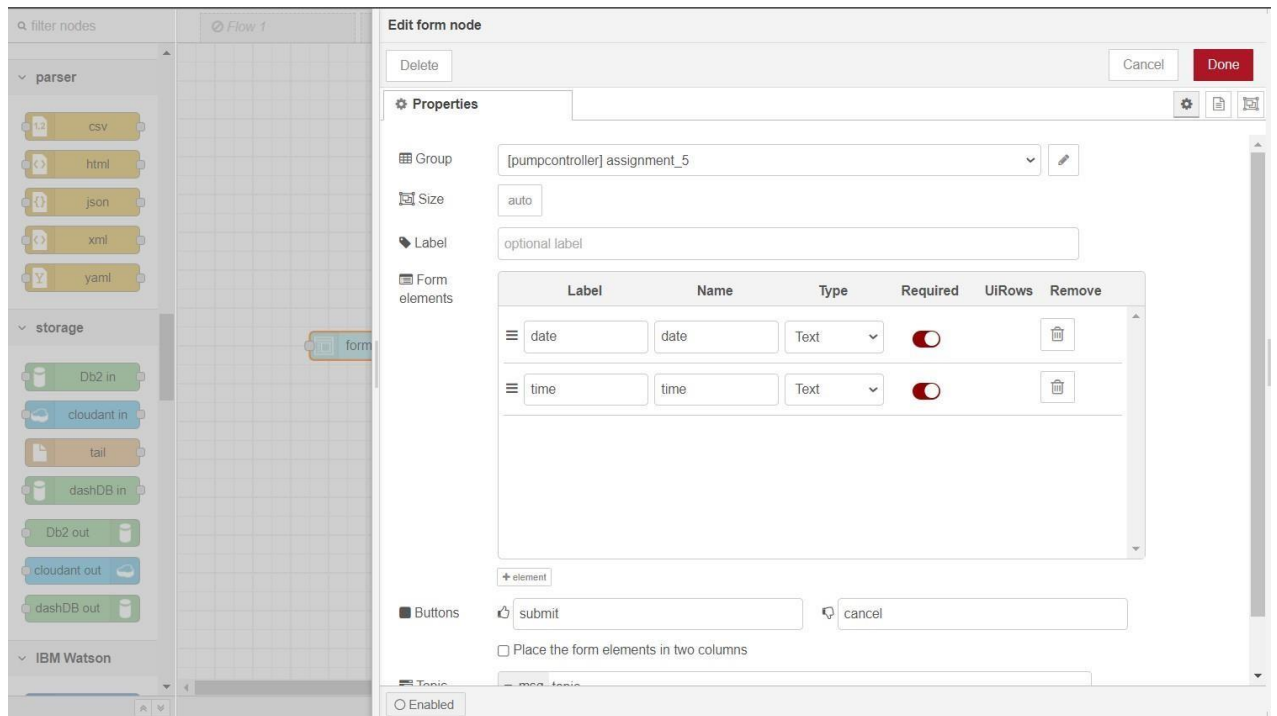 filter nodes
Flow 1
Edit form node
Delete
Cancel
Done
Properties
parser
csv
html
json
xml
yaml
storage
Db2 in
cloudant in
tail
dashDB in
Db2 out
cloudant out
dashDB out
IBM Watson
form
Group
[pumpcontroller] assignment_5
Size
auto
Label
optional label
Form
elements
Label Name Type Required UiRows Remove
date date Text
time time Text
+ element
Buttons
submit
cancel
Place the form elements in two columns
Topic
msg. topic
Enabled